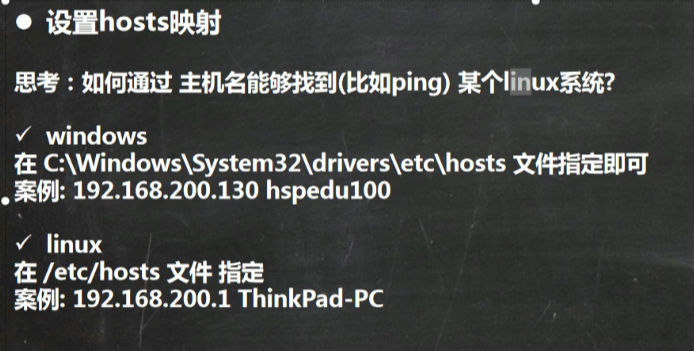 ● 设置hosts映射
思考：如何通过 主机名能够找到(比如ping) 某个linux系统?
✓ windows
在 C:\Windows\System32\drivers\etc\hosts 文件指定即可
案例: 192.168.200.130 hspedu100
✓ linux
在 /etc/hosts 文件 指定
案例: 192.168.200.1 ThinkPad-PC